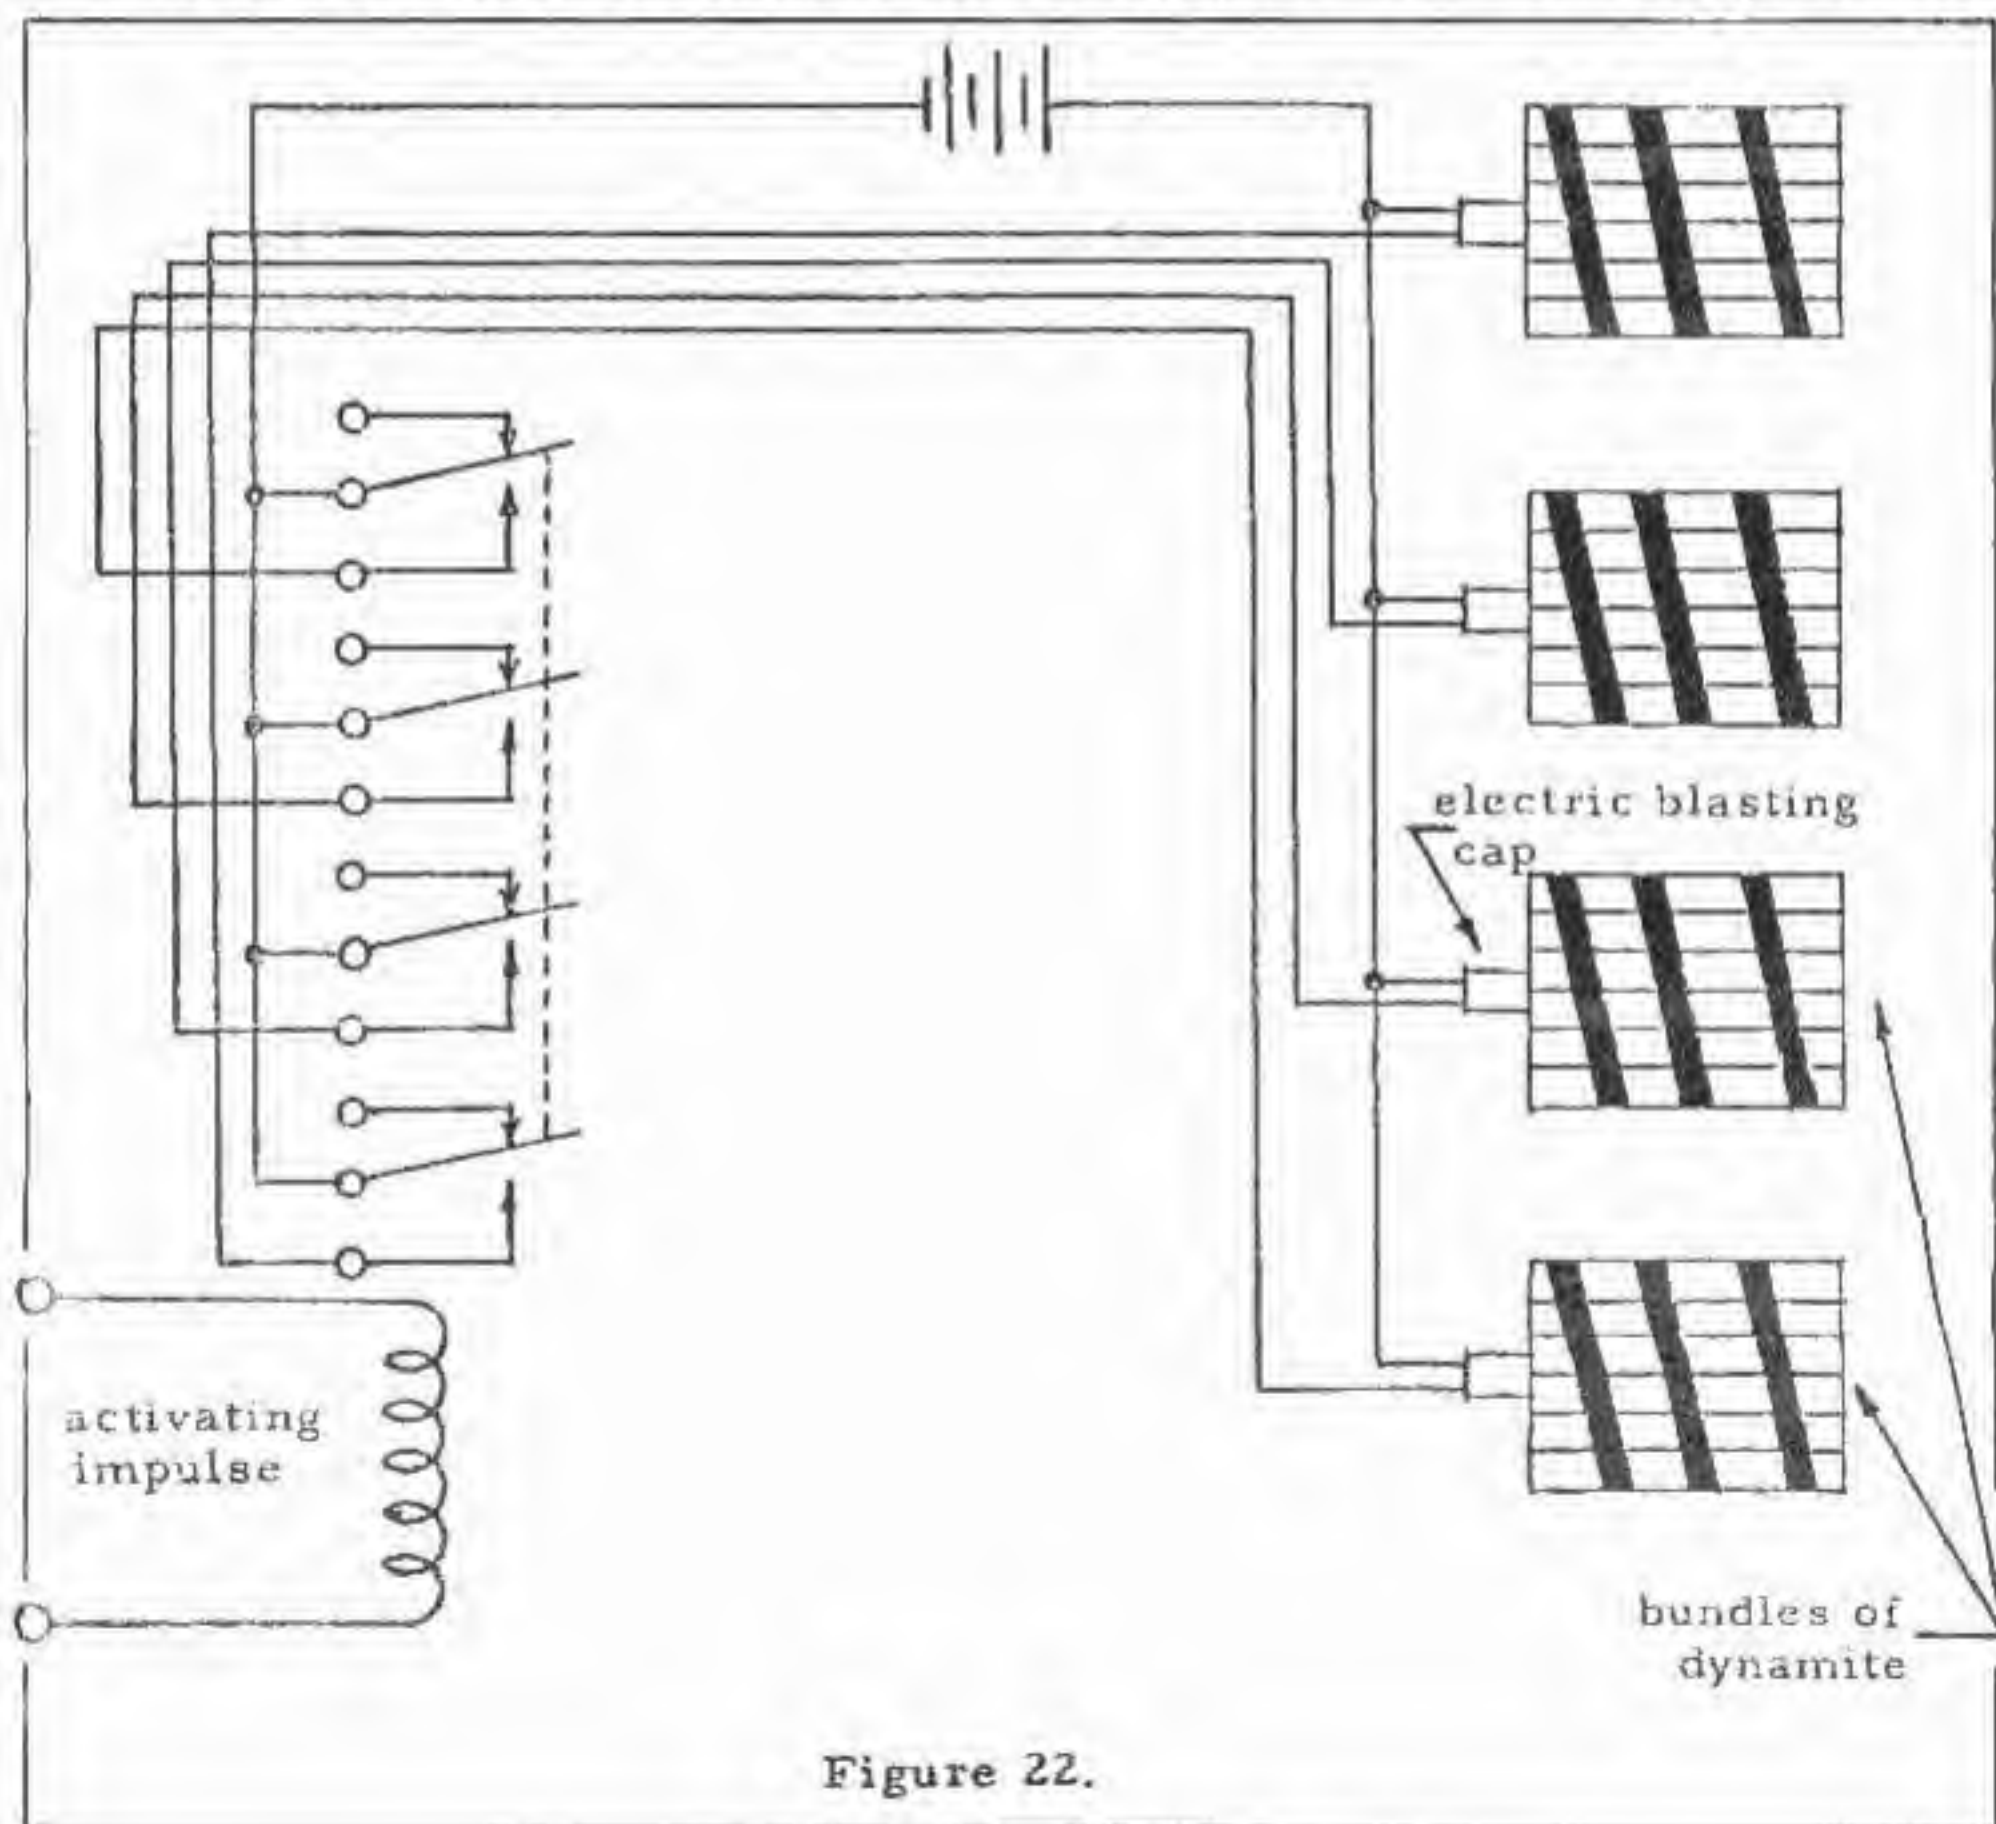 electric blasting
cap
activating
impulse
bundles of
dynamite
Figure 22.